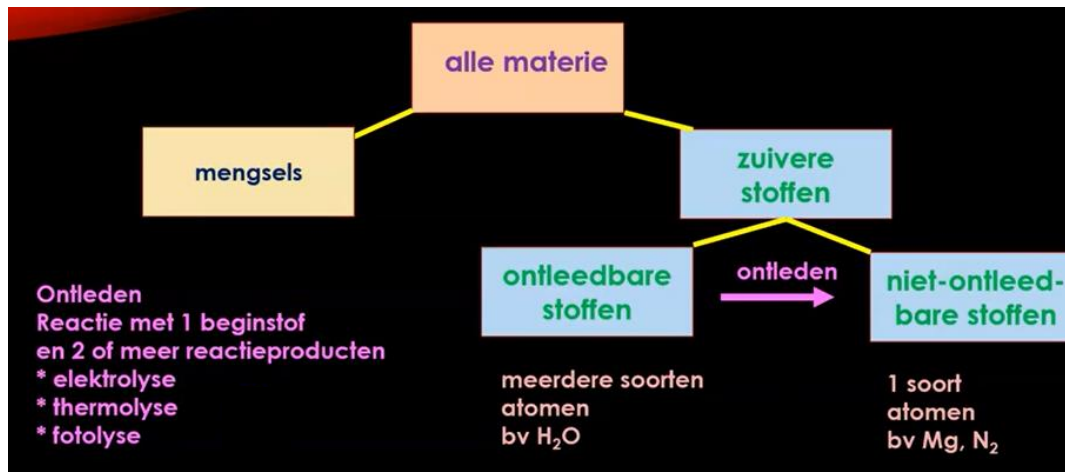 alle materie
mengsels
zuivere
stoffen
ontleedbare
stoffen
ontleden
niet-ontleed-
bare stoffen
Ontleden
Reactie met 1 beginstof
en 2 of meer reactieproducten
* elektrolyse
* thermolyse
* fotolyse
meerdere soorten
atomen
bv H₂O
1 soort
atomen
bv Mg, N₂